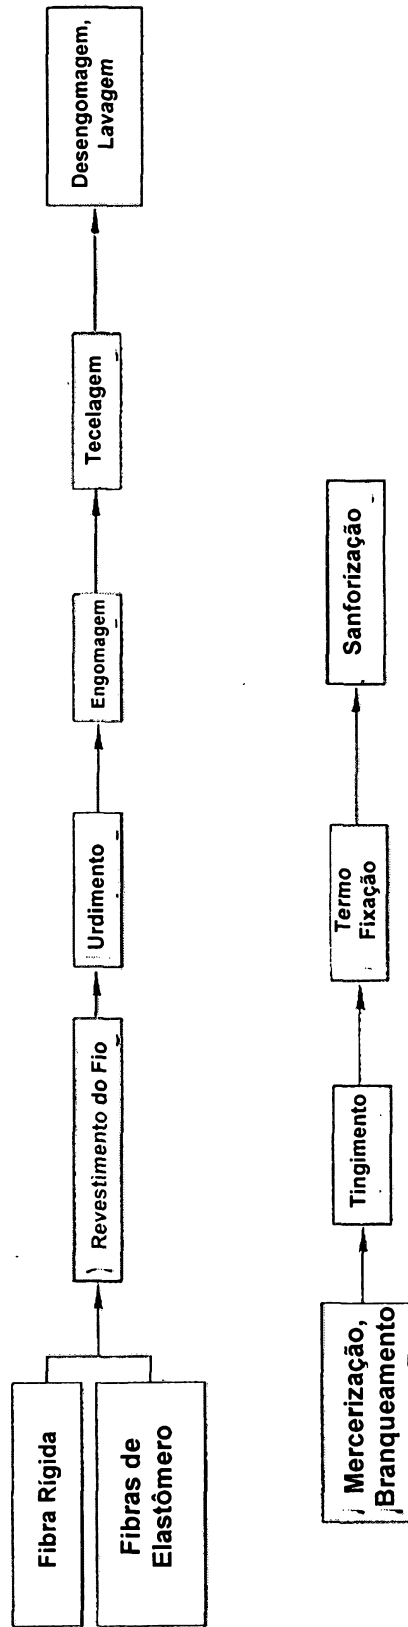 Fibra Rígida
Fibras de
Elastômero
Revestimento do Fio
Urdimento
Engomagem
Tecelagem
Desengomagem,
Lavagem
Mercerização,
Branqueamento
Tingimento
Termo
Fixação
Sanforização